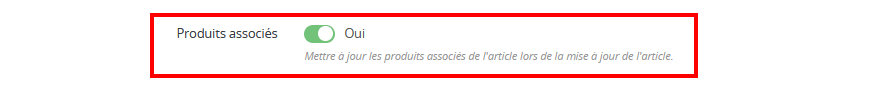 Produits associés Oui
Mettre à jour les produits associés de l'article lors de la mise à jour de l'article.